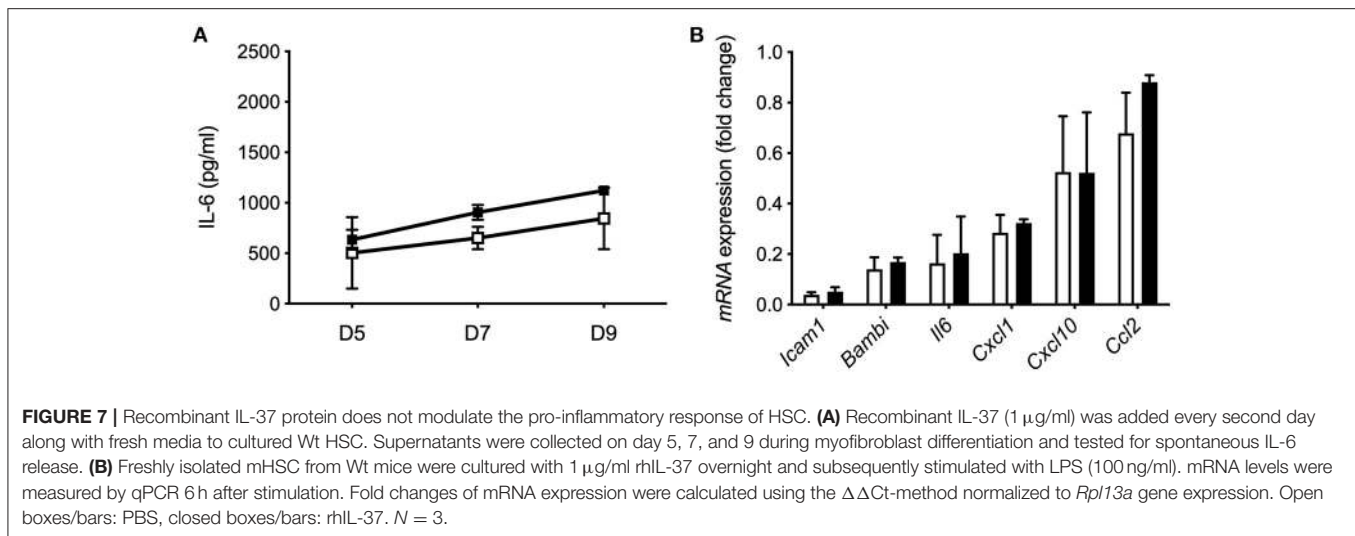 A
IL-6 (pg/ml)
2500
2000
1500
1000
500
0
D5 D7 D9
B
mRNA expression (fold change)
1.0
0.8
0.6
0.4
0.2
0.0
Icam1 Bambi Il6 Cxcl1 Cxcl10 Ccl2
FIGURE 7 | Recombinant IL-37 protein does not modulate the pro-inflammatory response of HSC. (A) Recombinant IL-37 (1 μg/ml) was added every second day
along with fresh media to cultured Wt HSC. Supernatants were collected on day 5, 7, and 9 during myofibroblast differentiation and tested for spontaneous IL-6
release. (B) Freshly isolated mHSC from Wt mice were cultured with 1 μg/ml rhIL-37 overnight and subsequently stimulated with LPS (100 ng/ml). mRNA levels were
measured by qPCR 6 h after stimulation. Fold changes of mRNA expression were calculated using the ΔΔCt-method normalized to Rpl13a gene expression. Open
boxes/bars: PBS, closed boxes/bars: rhIL-37. N = 3.